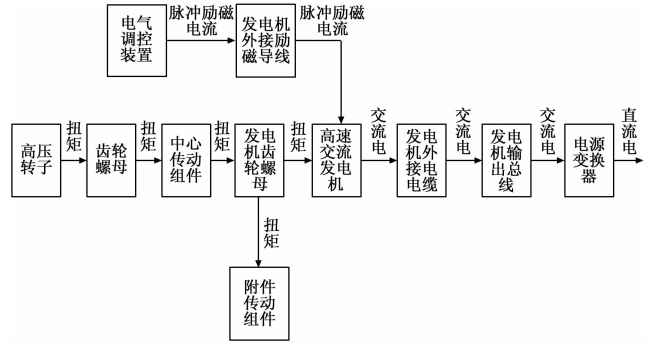 电气
调控
装置
脉冲励磁
电流
发电机
外接励
磁导线
脉冲励磁
电流
高压
转子
扭
矩
齿轮
螺母
扭
矩
中心
传动
组件
扭
矩
发电
机齿
轮螺
母
扭
矩
高速
交流
发电
机
交
流
电
发电
机外
接电
电缆
交
流
电
发电
机输
出总
线
交
流
电
电源
变换
器
直
流
电
扭
矩
附件
传动
组件